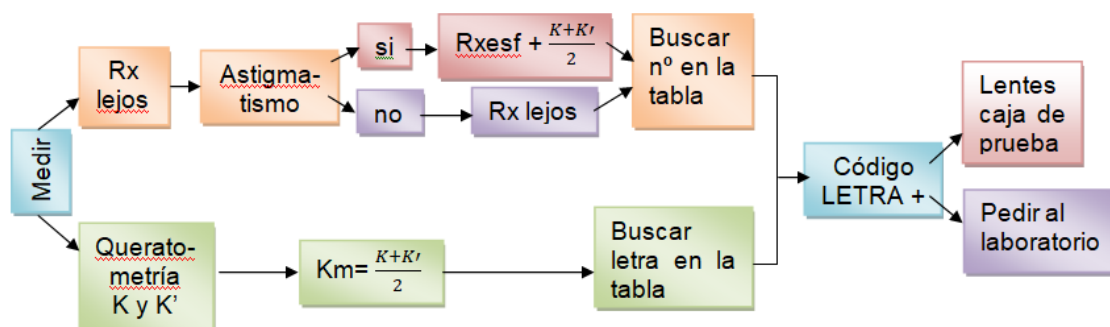 Medir
Rx
lejos
Astigma-
tismo
si
Rxesf + K+K′/2
no
Rx lejos
Buscar
nº en la
tabla
Querato-
metría
K y K’
Km= K+K′/2
Buscar
letra en la
tabla
Código
LETRA +
Lentes
caja de
prueba
Pedir al
laboratorio